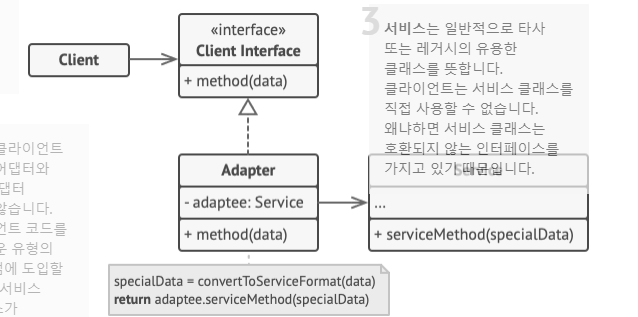 3
서비스는 일반적으로 타사
또는 레거시의 유용한
클래스를 뜻합니다.
클라이언트는 서비스 클래스를
직접 사용할 수 없습니다.
왜냐하면 서비스 클래스는
호환되지 않는 인터페이스를
가지고 있기 때문입니다.
«interface»
Client Interface
+ method(data)
Client
클라이언트
어댑터와
댑터
않습니다.
언트 코드를
운 유형의
램에 도입할
서비스
스가
Adapter
- adaptee: Service
+ method(data)
...
+ serviceMethod(specialData)
specialData = convertToServiceFormat(data)
return adaptee.serviceMethod(specialData)